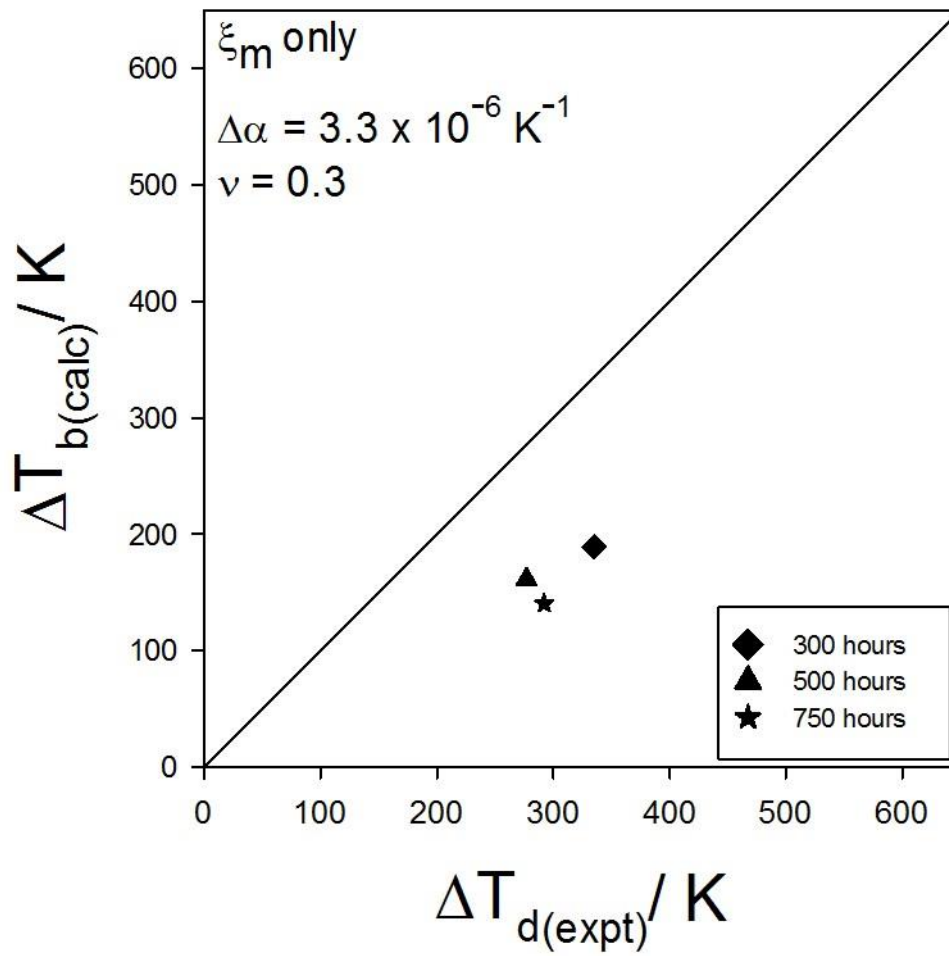 ξm only
Δα = 3.3 x 10⁻⁶ K⁻¹
ν = 0.3
600
500
400
300
200
100
0
ΔTb(calc)/ K
300 hours
500 hours
750 hours
0 100 200 300 400 500 600
ΔTd(expt)/ K